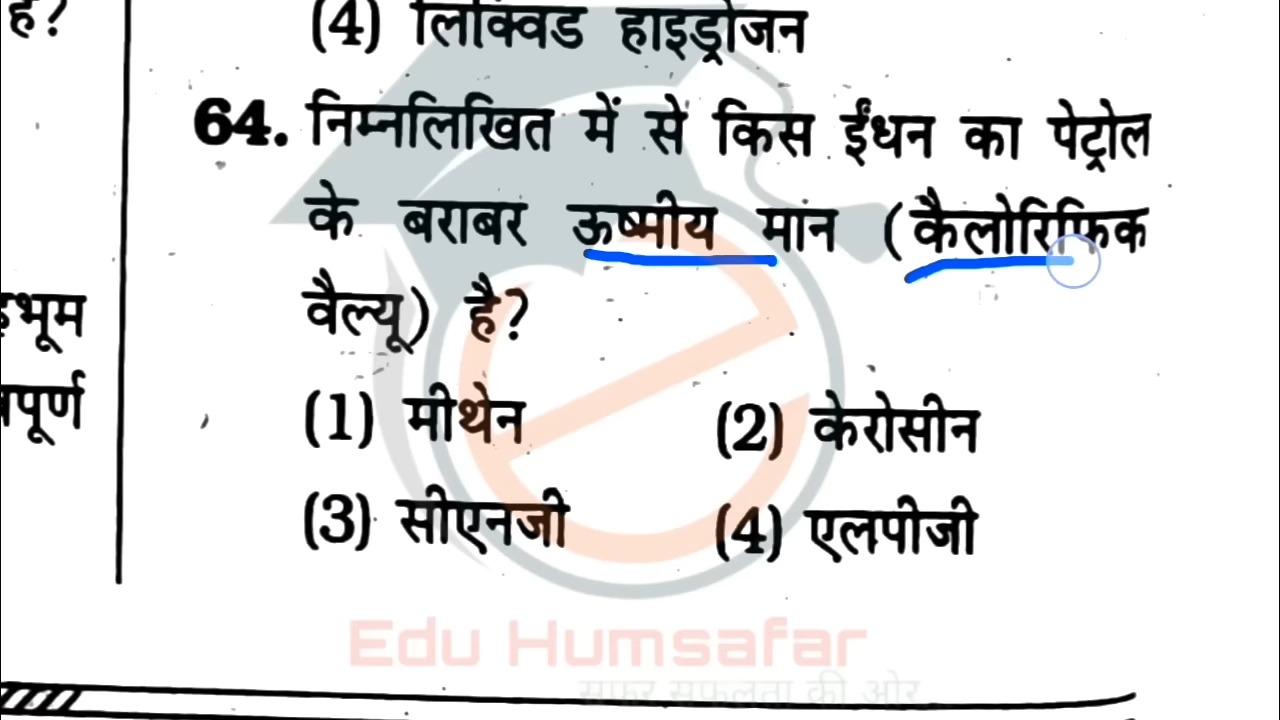 है?
(4) लिक्विड हाइड्रोजन
64. निम्नलिखित में से किस ईंधन का पेट्रोल
के बराबर ऊष्मीय मान (कैलोरिफिक
वैल्यू) है?
(1) मीथेन (2) केरोसीन
(3) सीएनजी (4) एलपीजी
Edu Humsafar
सफर सफलता की ओर